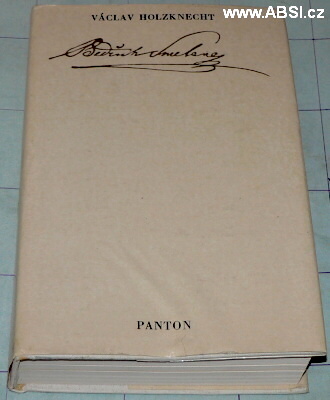 www.ABSI.cz
VÁCLAV HOLZKNECHT
Bedřich Smetana
PANTON